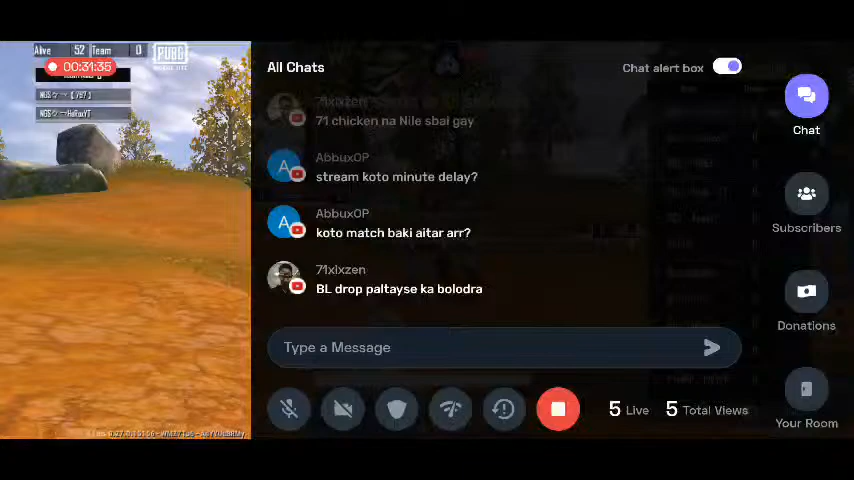 Alive 52 Team 0
PUBG
00:31:35
All Chats
Chat alert box
71xixzen
71 chicken na Nile sbai gay
AbbuxOP
stream koto minute delay?
AbbuxOP
koto match baki aitar arr?
71xixzen
BL drop paltayse ka bolodra
Type a Message
5 Live 5 Total Views
Chat
Subscribers
Donations
Your Room